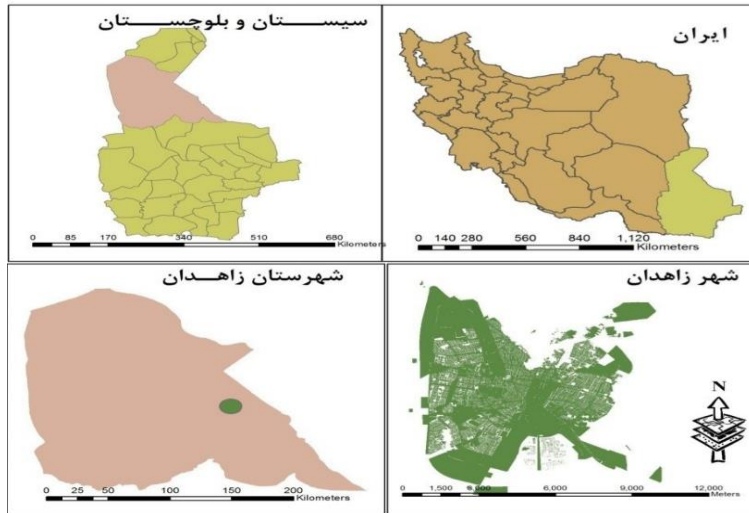 ایران
0 140 280 560 840 1,120
Kilometers
سیستان و بلوچستان
0 85 170 340 510 680
Kilometers
شهر زاهدان
N
0 1,500 3,000 6,000 9,000 12,000
Meters
شهرستان زاهدان
0 25 50 100 150 200
Kilometers